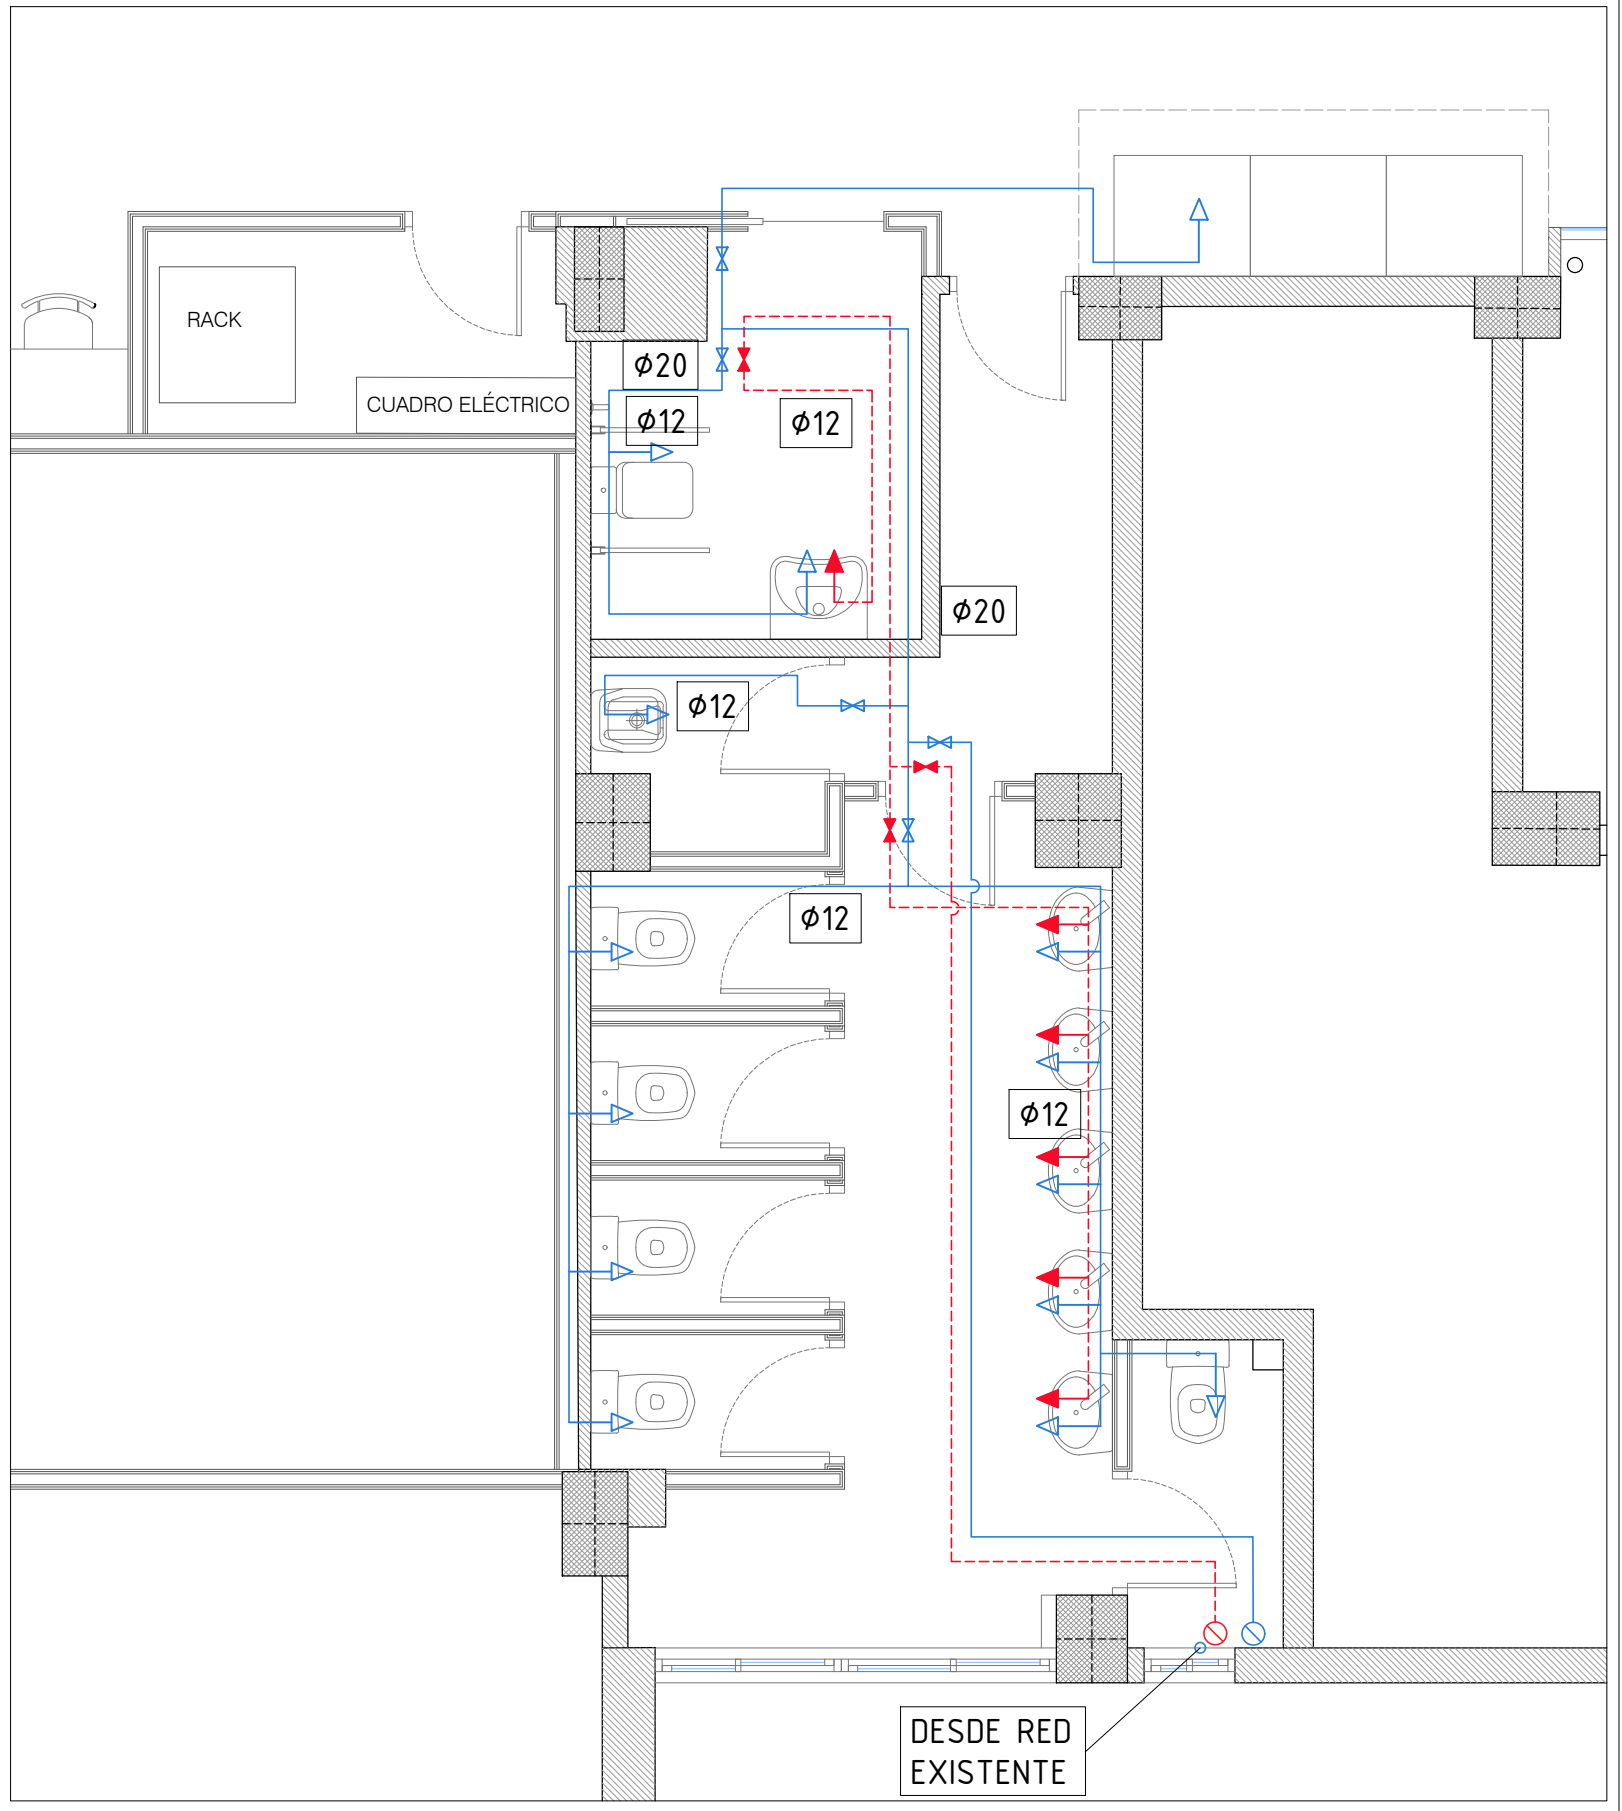 RACK
CUADRO ELÉCTRICO
ϕ20
ϕ12
ϕ12
ϕ20
ϕ12
ϕ12
ϕ12
DESDE RED
EXISTENTE